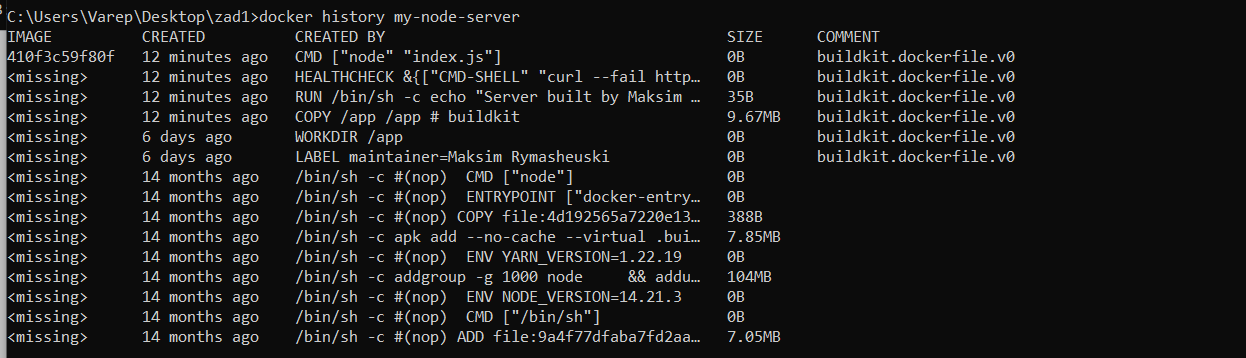 C:\Users\Varep\Desktop\zad1>docker history my-node-server
IMAGE CREATED CREATED BY SIZE COMMENT
410f3c59f80f 12 minutes ago CMD ["node" "index.js"] 0B buildkit.dockerfile.v0
<missing> 12 minutes ago HEALTHCHECK &{["CMD-SHELL" "curl --fail http… 0B buildkit.dockerfile.v0
<missing> 12 minutes ago RUN /bin/sh -c echo "Server built by Maksim … 35B buildkit.dockerfile.v0
<missing> 12 minutes ago COPY /app /app # buildkit 9.67MB buildkit.dockerfile.v0
<missing> 6 days ago WORKDIR /app 0B buildkit.dockerfile.v0
<missing> 6 days ago LABEL maintainer=Maksim Rymasheuski 0B buildkit.dockerfile.v0
<missing> 14 months ago /bin/sh -c #(nop) CMD ["node"] 0B
<missing> 14 months ago /bin/sh -c #(nop) ENTRYPOINT ["docker-entry… 0B
<missing> 14 months ago /bin/sh -c #(nop) COPY file:4d192565a7220e13… 388B
<missing> 14 months ago /bin/sh -c apk add --no-cache --virtual .bui… 7.85MB
<missing> 14 months ago /bin/sh -c #(nop) ENV YARN_VERSION=1.22.19 0B
<missing> 14 months ago /bin/sh -c addgroup -g 1000 node && addu… 104MB
<missing> 14 months ago /bin/sh -c #(nop) ENV NODE_VERSION=14.21.3 0B
<missing> 14 months ago /bin/sh -c #(nop) CMD ["/bin/sh"] 0B
<missing> 14 months ago /bin/sh -c #(nop) ADD file:9a4f77dfaba7fd2aa… 7.05MB